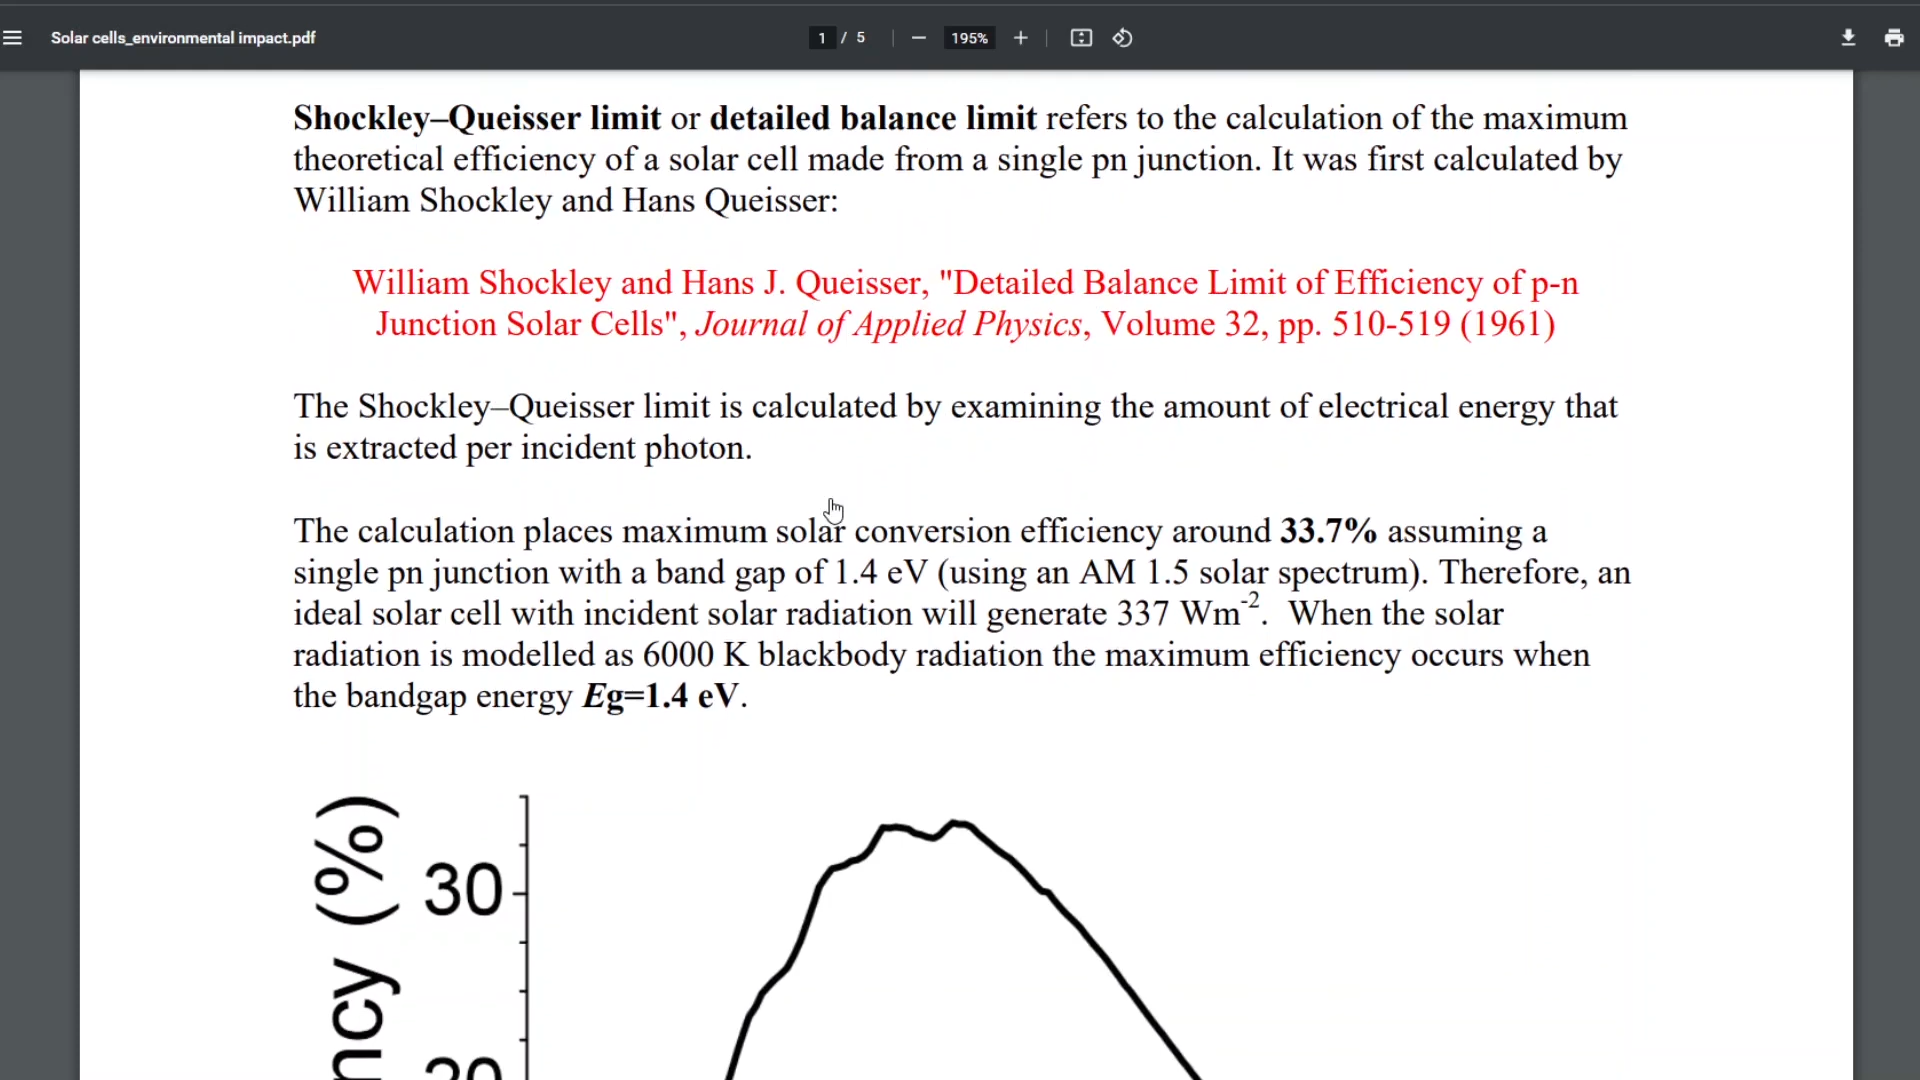 Solar cells_environmental impact.pdf
1 / 5
195%
Shockley–Queisser limit or detailed balance limit refers to the calculation of the maximum
theoretical efficiency of a solar cell made from a single pn junction. It was first calculated by
William Shockley and Hans Queisser:
William Shockley and Hans J. Queisser, "Detailed Balance Limit of Efficiency of p-n
Junction Solar Cells", Journal of Applied Physics, Volume 32, pp. 510-519 (1961)
The Shockley–Queisser limit is calculated by examining the amount of electrical energy that
is extracted per incident photon.
The calculation places maximum solar conversion efficiency around 33.7% assuming a
single pn junction with a band gap of 1.4 eV (using an AM 1.5 solar spectrum). Therefore, an
ideal solar cell with incident solar radiation will generate 337 Wm-2. When the solar
radiation is modelled as 6000 K blackbody radiation the maximum efficiency occurs when
the bandgap energy Eg=1.4 eV.
ncy (%)
30
20